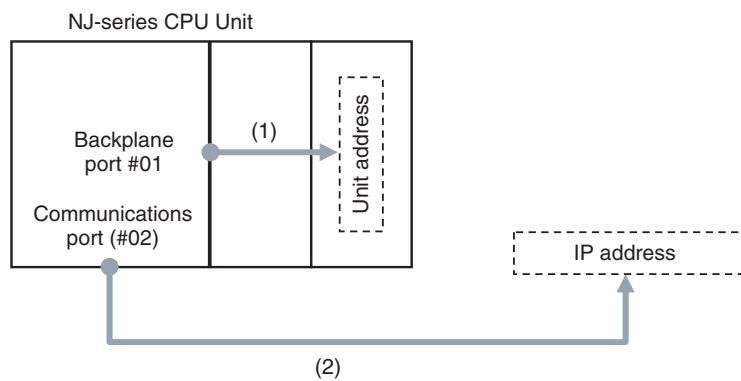 NJ-series CPU Unit
Backplane
port #01
(1)
Unit address
Communications
port (#02)
IP address
(2)